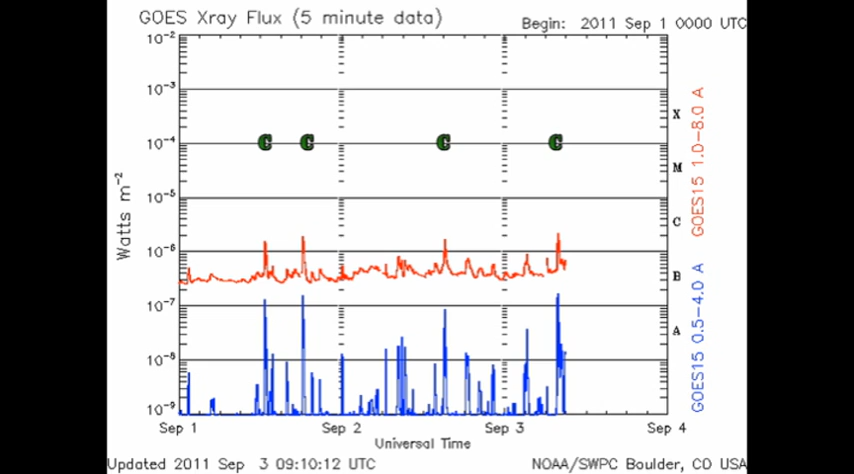 GOES Xray Flux (5 minute data)
Begin: 2011 Sep 1 0000 UTC
Watts m⁻²
10⁻²
10⁻³
10⁻⁴
10⁻⁵
10⁻⁶
10⁻⁷
10⁻⁸
10⁻⁹
C C C C
X
M
C
B
A
GOES15 1.0-8.0 A
GOES15 0.5-4.0 A
Sep 1 Sep 2 Sep 3 Sep 4
Universal Time
Updated 2011 Sep 3 09:10:12 UTC
NOAA/SWPC Boulder, CO USA